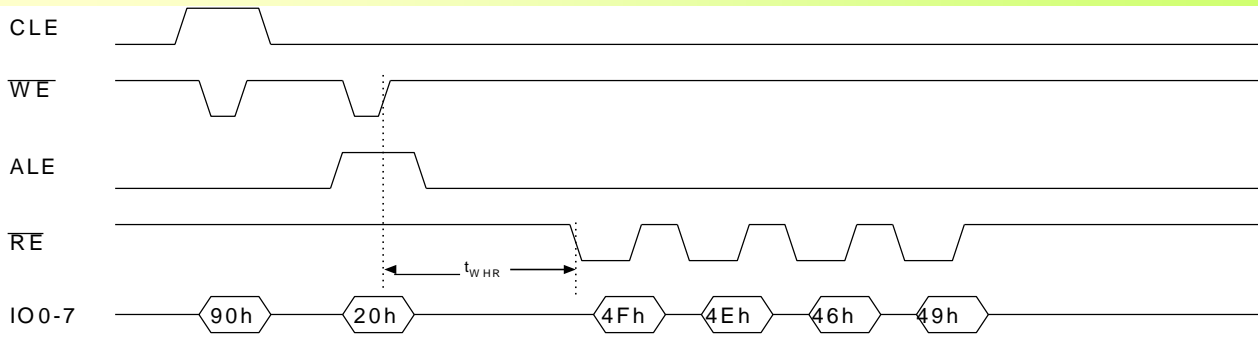 CLE
WE
ALE
RE
tWHR
IO0-7 90h 20h 4Fh 4Eh 46h 49h